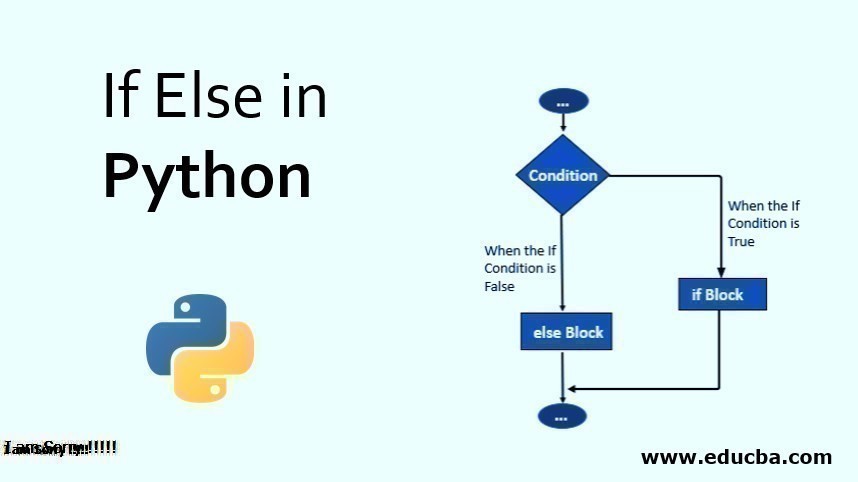 If Else in
Python
...
Condition
When the If
Condition is
True
When the If
Condition is
False
if Block
else Block
...
I am Sorry !!!!!
www.educba.com